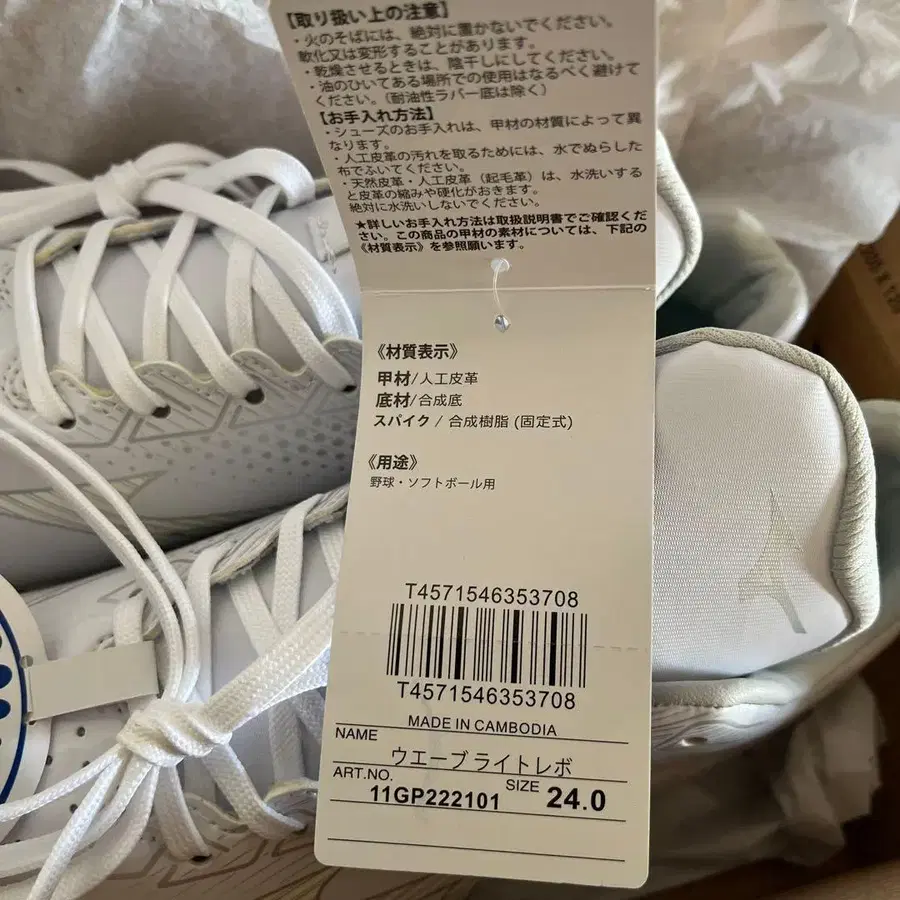 【取り扱い上の注意】
・火のそばには、絶対に置かないでください。
軟化又は変形することがあります。
・乾燥させるときは、陰干しにしてください。
・油のひいてある場所での使用はなるべく避けて
ください。（耐油性ラバー底は除く）
【お手入れ方法】
・シューズのお手入れは、甲材の材質によって異
なります。
・人工皮革の汚れを取るためには、水でぬらした
布でふいてください。
・天然皮革・人工皮革（起毛革）は、水洗いする
と皮革の縮みや硬化がおきます。
絶対に水洗いしないでください。
★詳しいお手入れ方法は取扱説明書でご確認くだ
さい。この商品の甲材の素材については、下記の
《材質表示》を参照願います。
《材質表示》
甲材/人工皮革
底材/合成底
スパイク / 合成樹脂 (固定式)
《用途》
野球・ソフトボール用
T4571546353708
T4571546353708
MADE IN CAMBODIA
NAME
ウエーブライトレボ
ART.NO.
11GP222101
SIZE
24.0